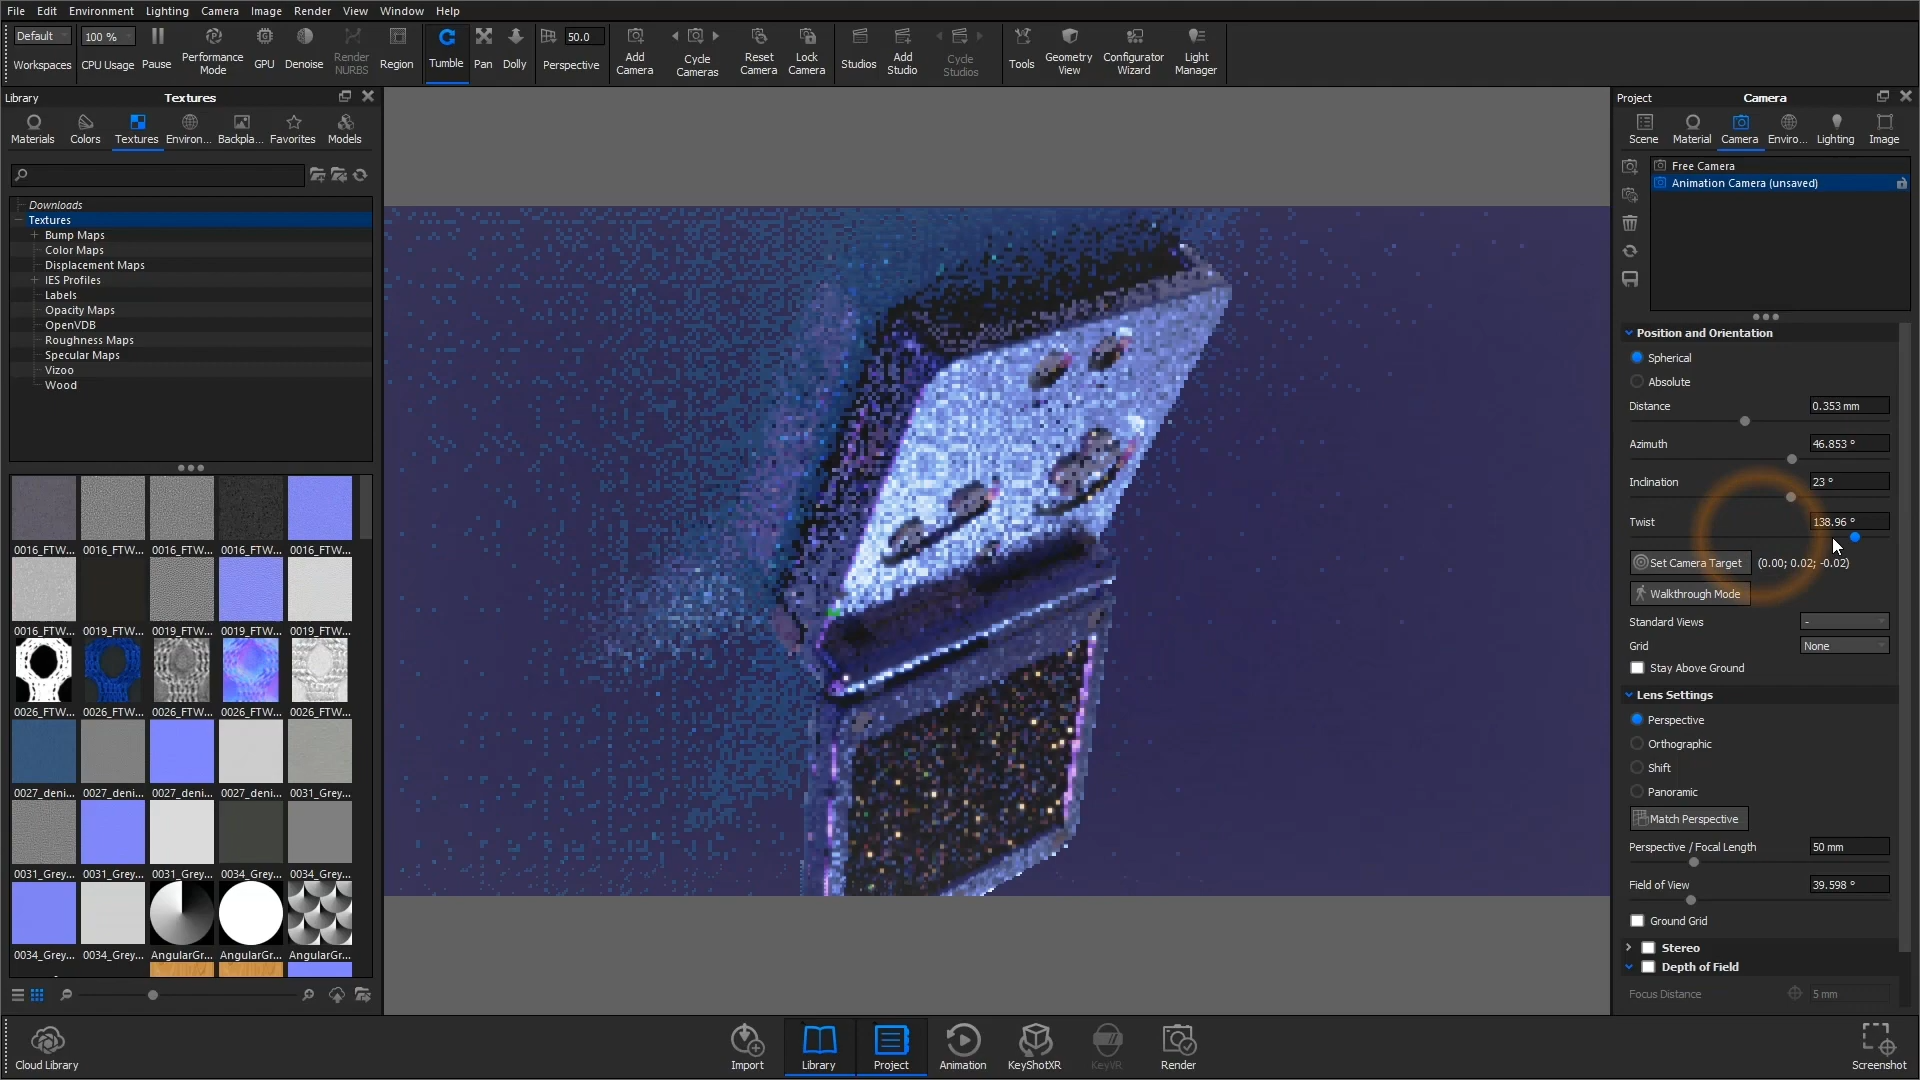 File Edit Environment Lighting Camera Image Render View Window Help
Default 100 % 50.0
Workspaces CPU Usage Pause Performance Mode GPU Denoise Render NURBS Region Tumble Pan Dolly Perspective Add Camera Cycle Cameras Reset Camera Lock Camera Studios Add Studio Cycle Studios Tools Geometry View Configurator Wizard Light Manager
Library Textures
Materials Colors Textures Environ... Backpla... Favorites Models
Downloads
Textures
Bump Maps
Color Maps
Displacement Maps
IES Profiles
Labels
Opacity Maps
OpenVDB
Roughness Maps
Specular Maps
Vizoo
Wood
0016_FTW... 0016_FTW... 0016_FTW... 0016_FTW... 0016_FTW...
0016_FTW... 0019_FTW... 0019_FTW... 0019_FTW... 0019_FTW...
0026_FTW... 0026_FTW... 0026_FTW... 0026_FTW... 0026_FTW...
0027_deni... 0027_deni... 0027_deni... 0027_deni... 0031_Grey...
0031_Grey... 0031_Grey... 0031_Grey... 0034_Grey... 0034_Grey...
0034_Grey... 0034_Grey... AngularGr... AngularGr... AngularGr...
Project Camera
Scene Material Camera Enviro... Lighting Image
Free Camera
Animation Camera (unsaved)
Position and Orientation
Spherical
Absolute
Distance 0.353 mm
Azimuth 46.853 °
Inclination 23 °
Twist 138.96 °
Set Camera Target (0.00; 0.02; -0.02)
Walkthrough Mode
Standard Views -
Grid None
Stay Above Ground
Lens Settings
Perspective
Orthographic
Shift
Panoramic
Match Perspective
Perspective / Focal Length 50 mm
Field of View 39.598 °
Ground Grid
Stereo
Depth of Field
Focus Distance 5 mm
Cloud Library Import Library Project Animation KeyShotXR KeyVR Render Screenshot